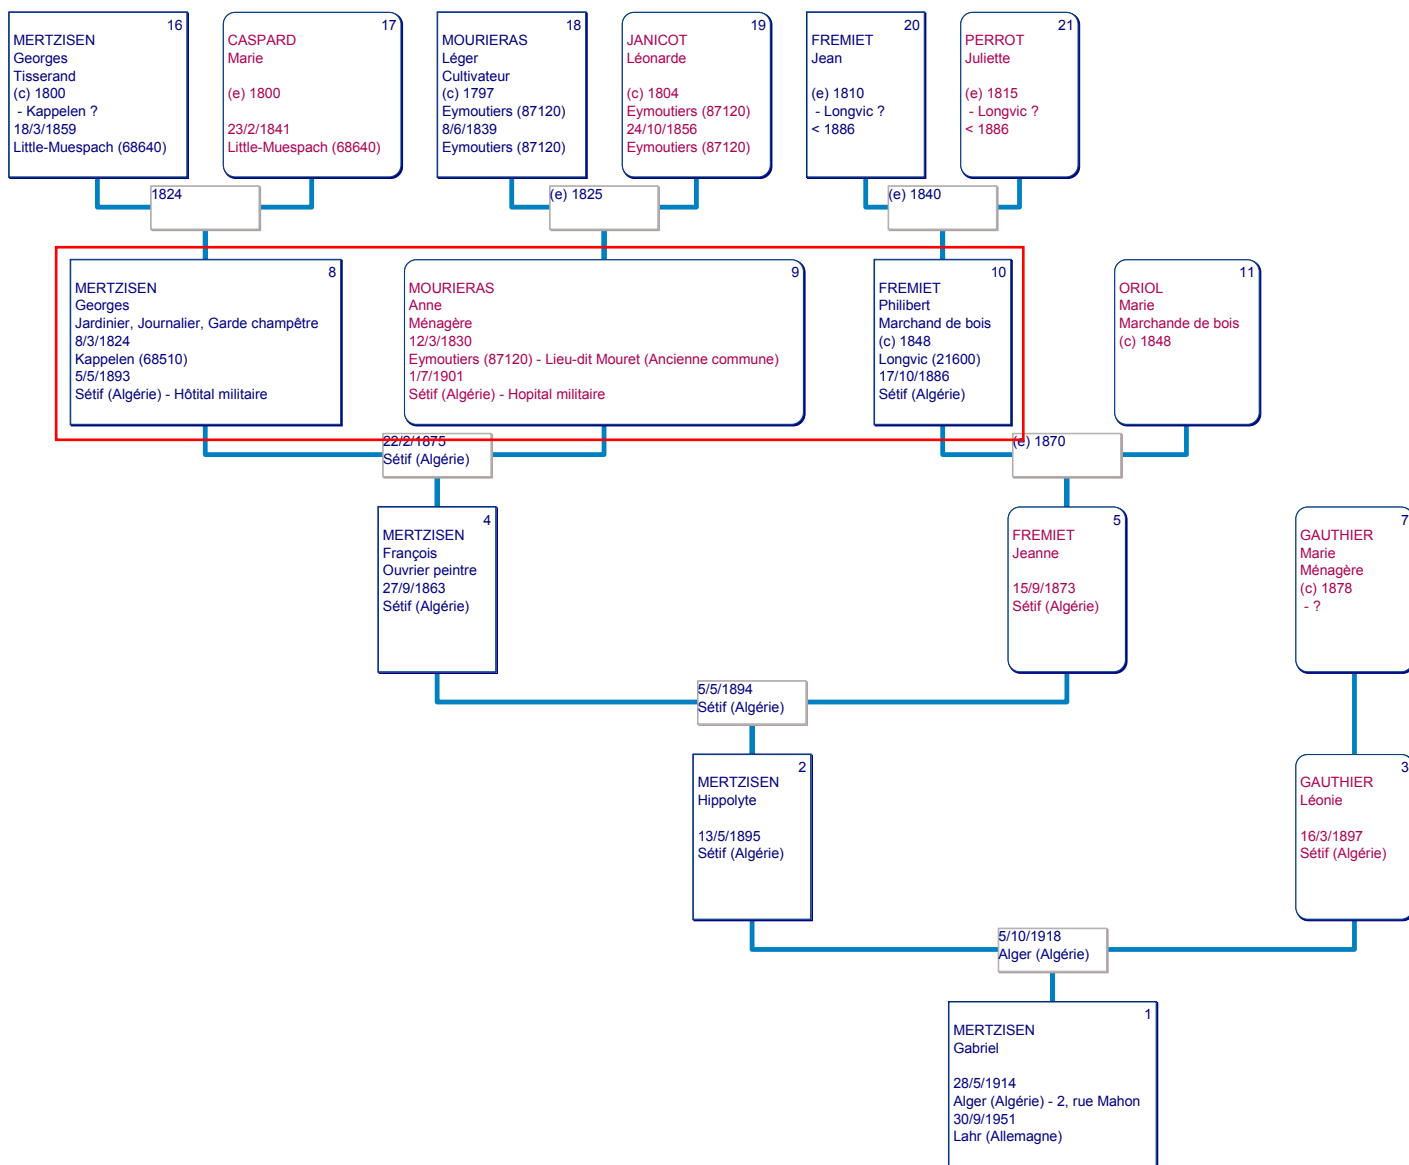 16
MERTZISEN
Georges
Tisserand
(c) 1800
- Kappelen ?
18/3/1859
Little-Muespach (68640)
17
CASPARD
Marie
(e) 1800
23/2/1841
Little-Muespach (68640)
18
MOURIERAS
Léger
Cultivateur
(c) 1797
Eymoutiers (87120)
8/6/1839
Eymoutiers (87120)
19
JANICOT
Léonarde
(c) 1804
Eymoutiers (87120)
24/10/1856
Eymoutiers (87120)
20
FREMIET
Jean
(e) 1810
- Longvic ?
< 1886
21
PERROT
Juliette
(e) 1815
- Longvic ?
< 1886
1824
(e) 1825
(e) 1840
8
MERTZISEN
Georges
Jardinier, Journalier, Garde champêtre
8/3/1824
Kappelen (68510)
5/5/1893
Sétif (Algérie) - Hôtital militaire
9
MOURIERAS
Anne
Ménagère
12/3/1830
Eymoutiers (87120) - Lieu-dit Mouret (Ancienne commune)
1/7/1901
Sétif (Algérie) - Hopital militaire
10
FREMIET
Philibert
Marchand de bois
(c) 1848
Longvic (21600)
17/10/1886
Sétif (Algérie)
11
ORIOL
Marie
Marchande de bois
(c) 1848
22/2/1875
Sétif (Algérie)
(e) 1870
4
MERTZISEN
François
Ouvrier peintre
27/9/1863
Sétif (Algérie)
5
FREMIET
Jeanne
15/9/1873
Sétif (Algérie)
7
GAUTHIER
Marie
Ménagère
(c) 1878
- ?
5/5/1894
Sétif (Algérie)
2
MERTZISEN
Hippolyte
13/5/1895
Sétif (Algérie)
3
GAUTHIER
Léonie
16/3/1897
Sétif (Algérie)
5/10/1918
Alger (Algérie)
1
MERTZISEN
Gabriel
28/5/1914
Alger (Algérie) - 2, rue Mahon
30/9/1951
Lahr (Allemagne)